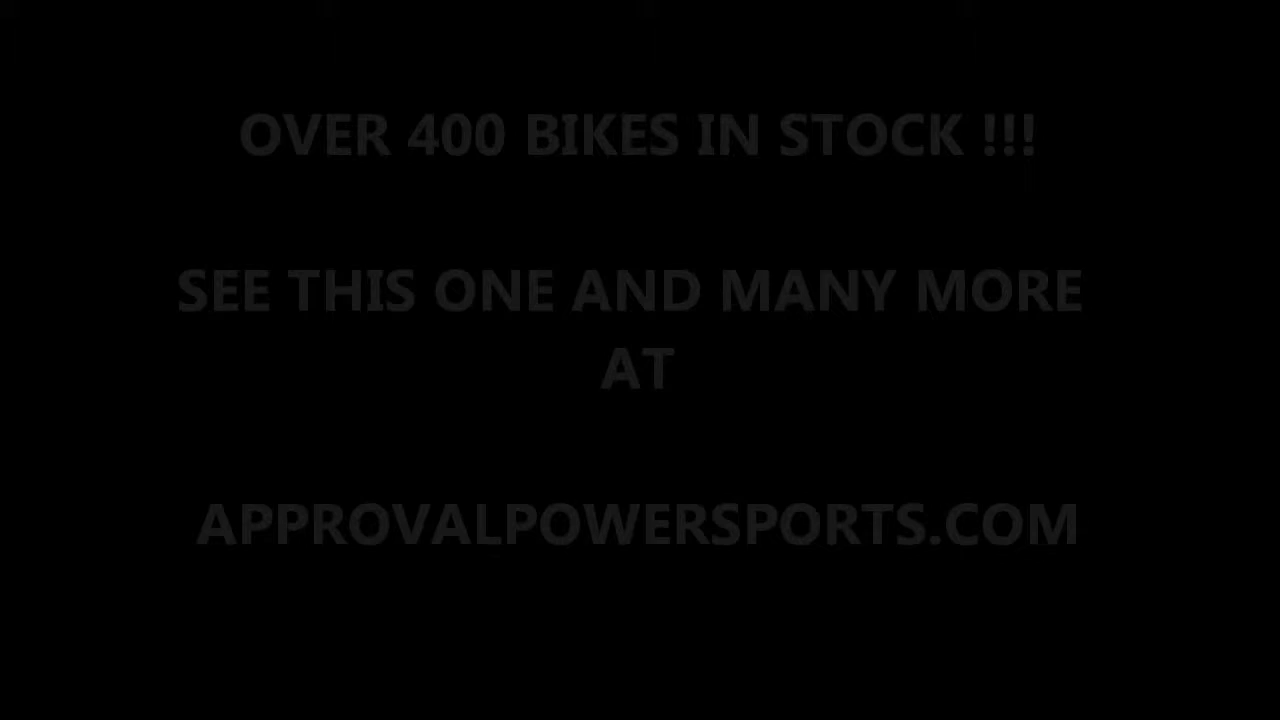 OVER 400 BIKES IN STOCK !!!
SEE THIS ONE AND MANY MORE
AT
APPROVALPOWERSPORTS.COM